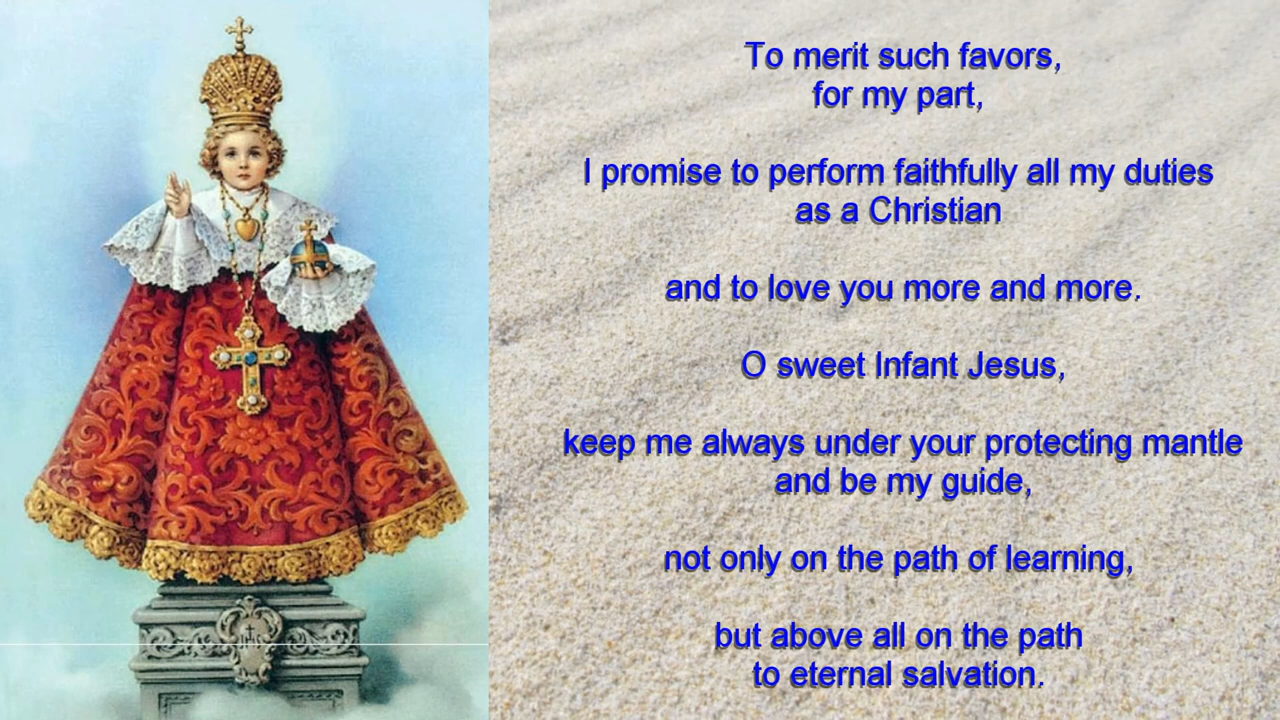 To merit such favors,
for my part,
I promise to perform faithfully all my duties
as a Christian
and to love you more and more.
O sweet Infant Jesus,
keep me always under your protecting mantle
and be my guide,
not only on the path of learning,
but above all on the path
to eternal salvation.